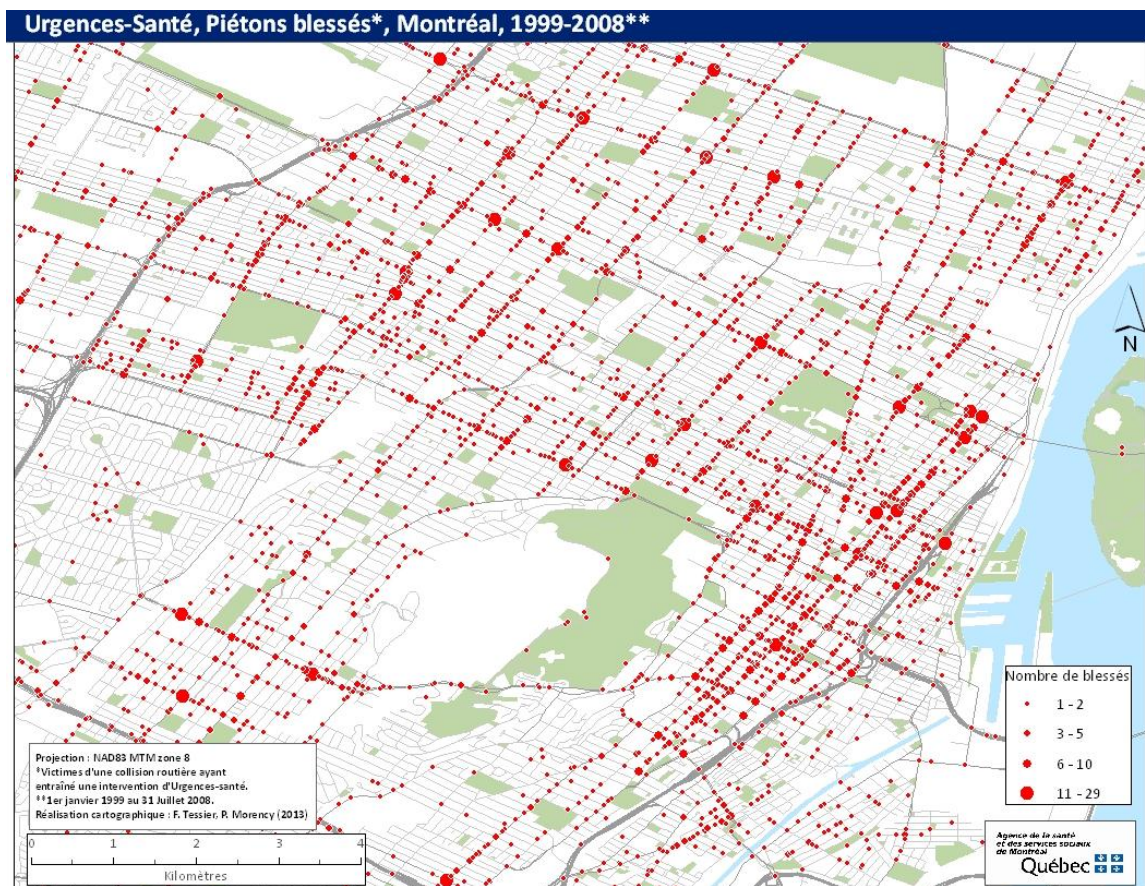 Urgences-Santé, Piétons blessés*, Montréal, 1999-2008**
N
Nombre de blessés
1 - 2
3 - 5
6 - 10
11 - 29
Projection : NAD83 MTM zone 8
*Victimes d'une collision routière ayant
entraîné une intervention d'Urgences-santé.
**1er janvier 1999 au 31 Juillet 2008.
Réalisation cartographique : F. Tessier, P. Morency (2013)
0 1 2 3 4
Kilomètres
Agence de la santé
et des services sociaux
de Montréal
Québec